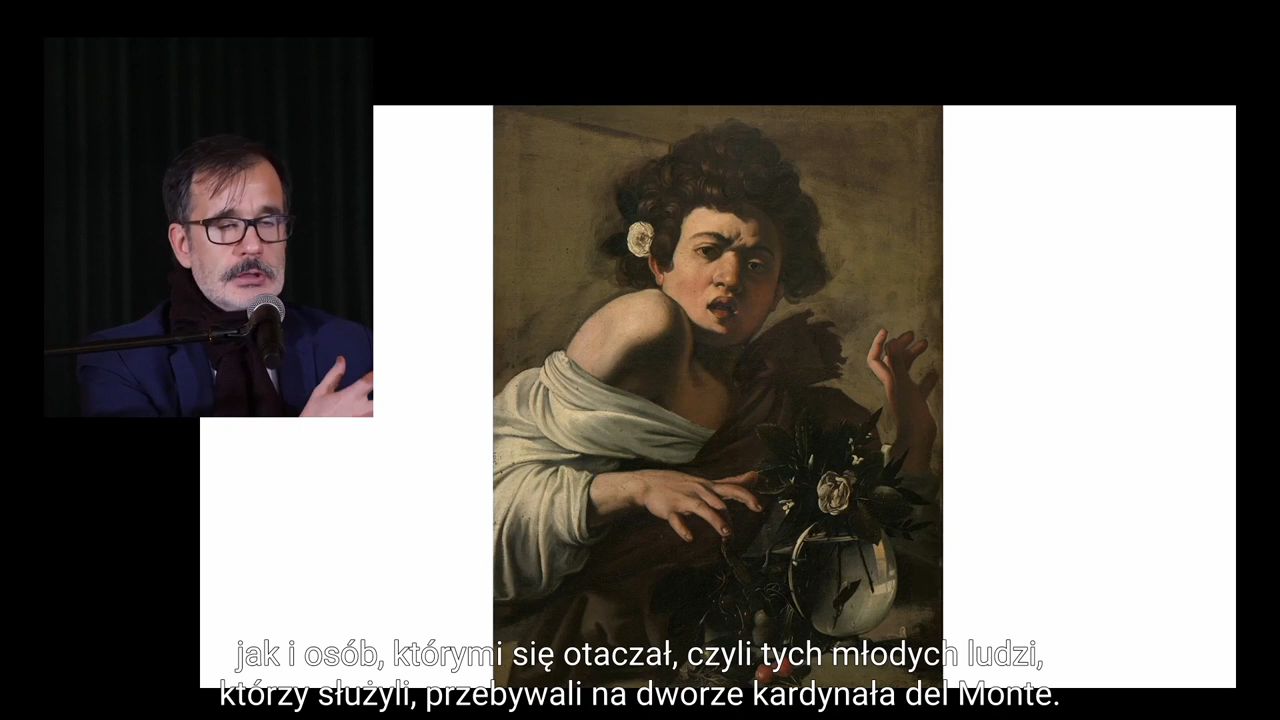 jak i osób, którymi się otaczał, czyli tych młodych ludzi,
którzy służyli, przebywali na dworze kardynała del Monte.